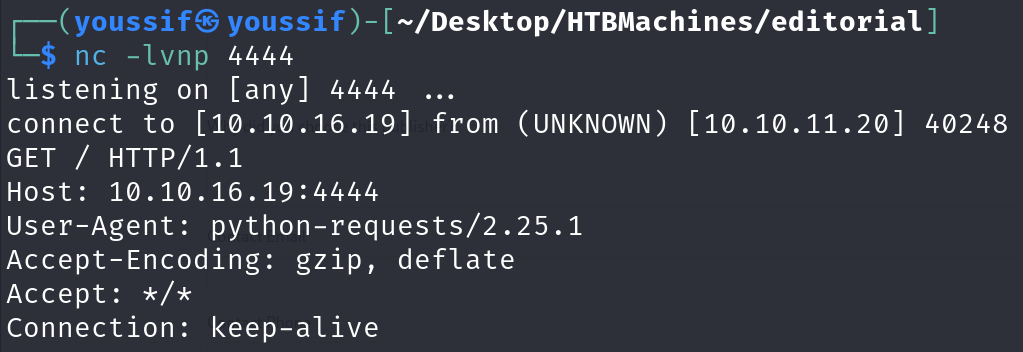 ┌──(youssif㉿youssif)-[~/Desktop/HTBMachines/editorial]
└─$ nc -lvnp 4444
listening on [any] 4444 ...
connect to [10.10.16.19] from (UNKNOWN) [10.10.11.20] 40248
GET / HTTP/1.1
Host: 10.10.16.19:4444
User-Agent: python-requests/2.25.1
Accept-Encoding: gzip, deflate
Accept: */*
Connection: keep-alive